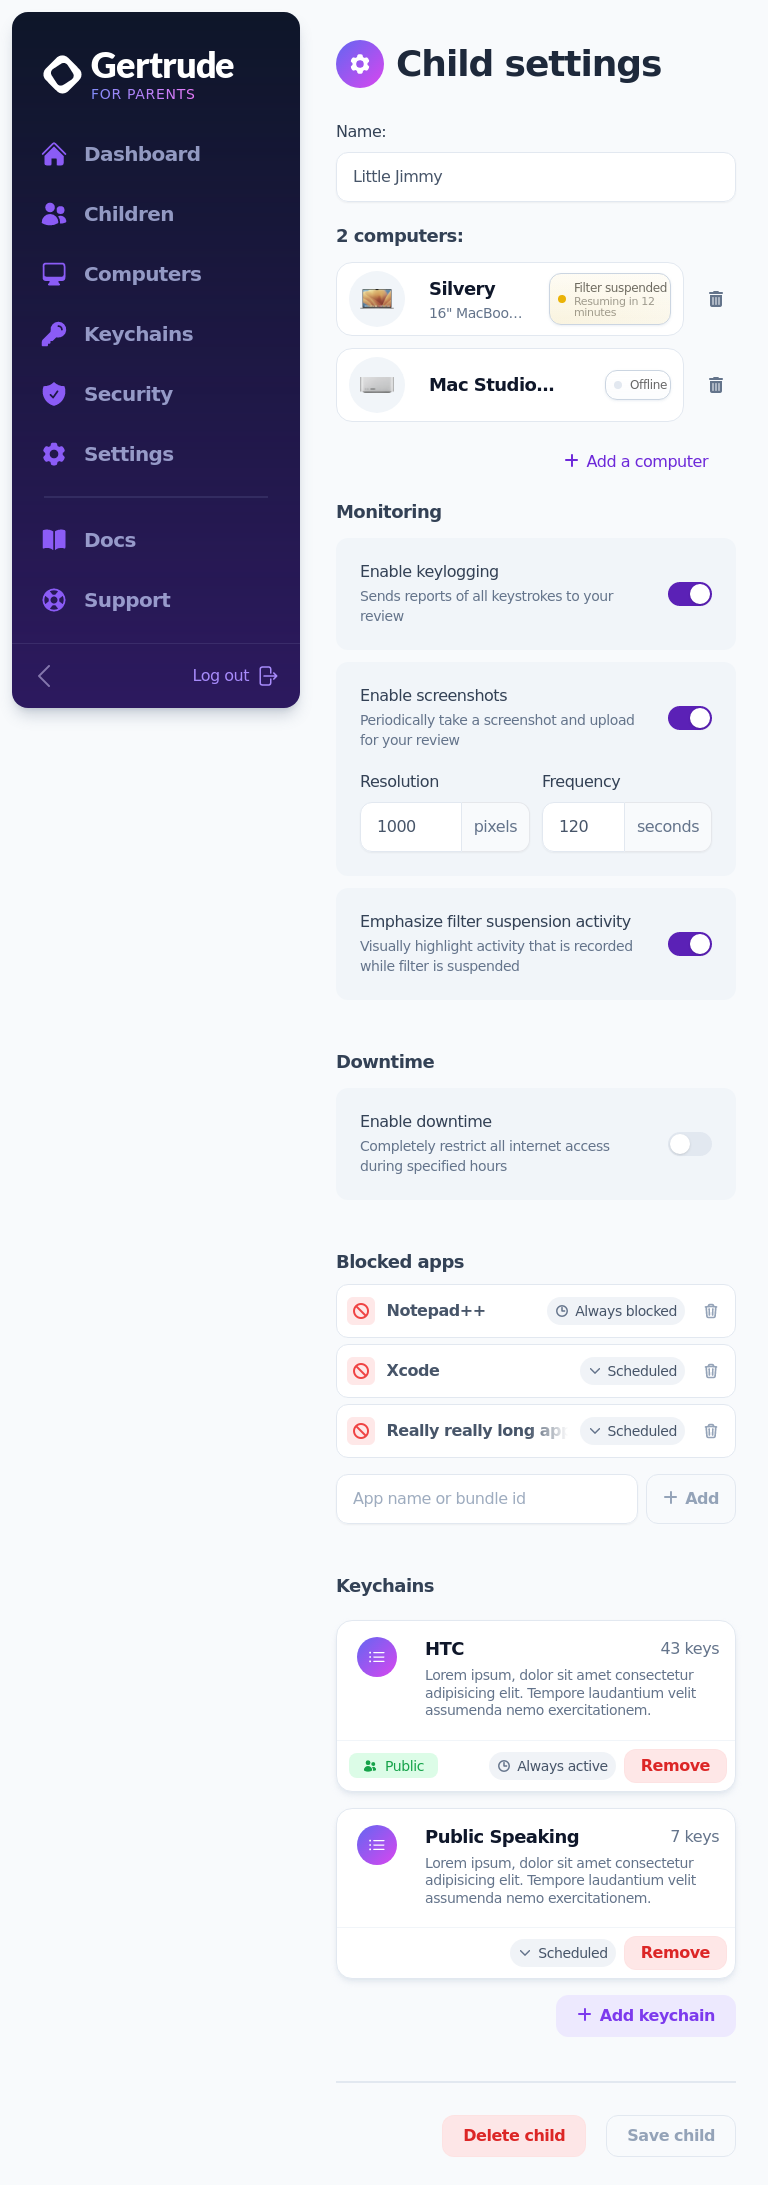 Gertrude
FOR PARENTS
Dashboard
Children
Computers
Keychains
Security
Settings
Docs
Support
Log out
Child settings
Name:
Little Jimmy
2 computers:
Silvery
16" MacBoo...
Filter suspended
Resuming in 12
minutes
Mac Studio...
Offline
+ Add a computer
Monitoring
Enable keylogging
Sends reports of all keystrokes to your
review
Enable screenshots
Periodically take a screenshot and upload
for your review
Resolution
Frequency
1000 pixels
120 seconds
Emphasize filter suspension activity
Visually highlight activity that is recorded
while filter is suspended
Downtime
Enable downtime
Completely restrict all internet access
during specified hours
Blocked apps
Notepad++
Always blocked
Xcode
Scheduled
Really really long app
Scheduled
App name or bundle id
+ Add
Keychains
HTC
43 keys
Lorem ipsum, dolor sit amet consectetur
adipisicing elit. Tempore laudantium velit
assumenda nemo exercitationem.
Public
Always active
Remove
Public Speaking
7 keys
Lorem ipsum, dolor sit amet consectetur
adipisicing elit. Tempore laudantium velit
assumenda nemo exercitationem.
Scheduled
Remove
+ Add keychain
Delete child
Save child